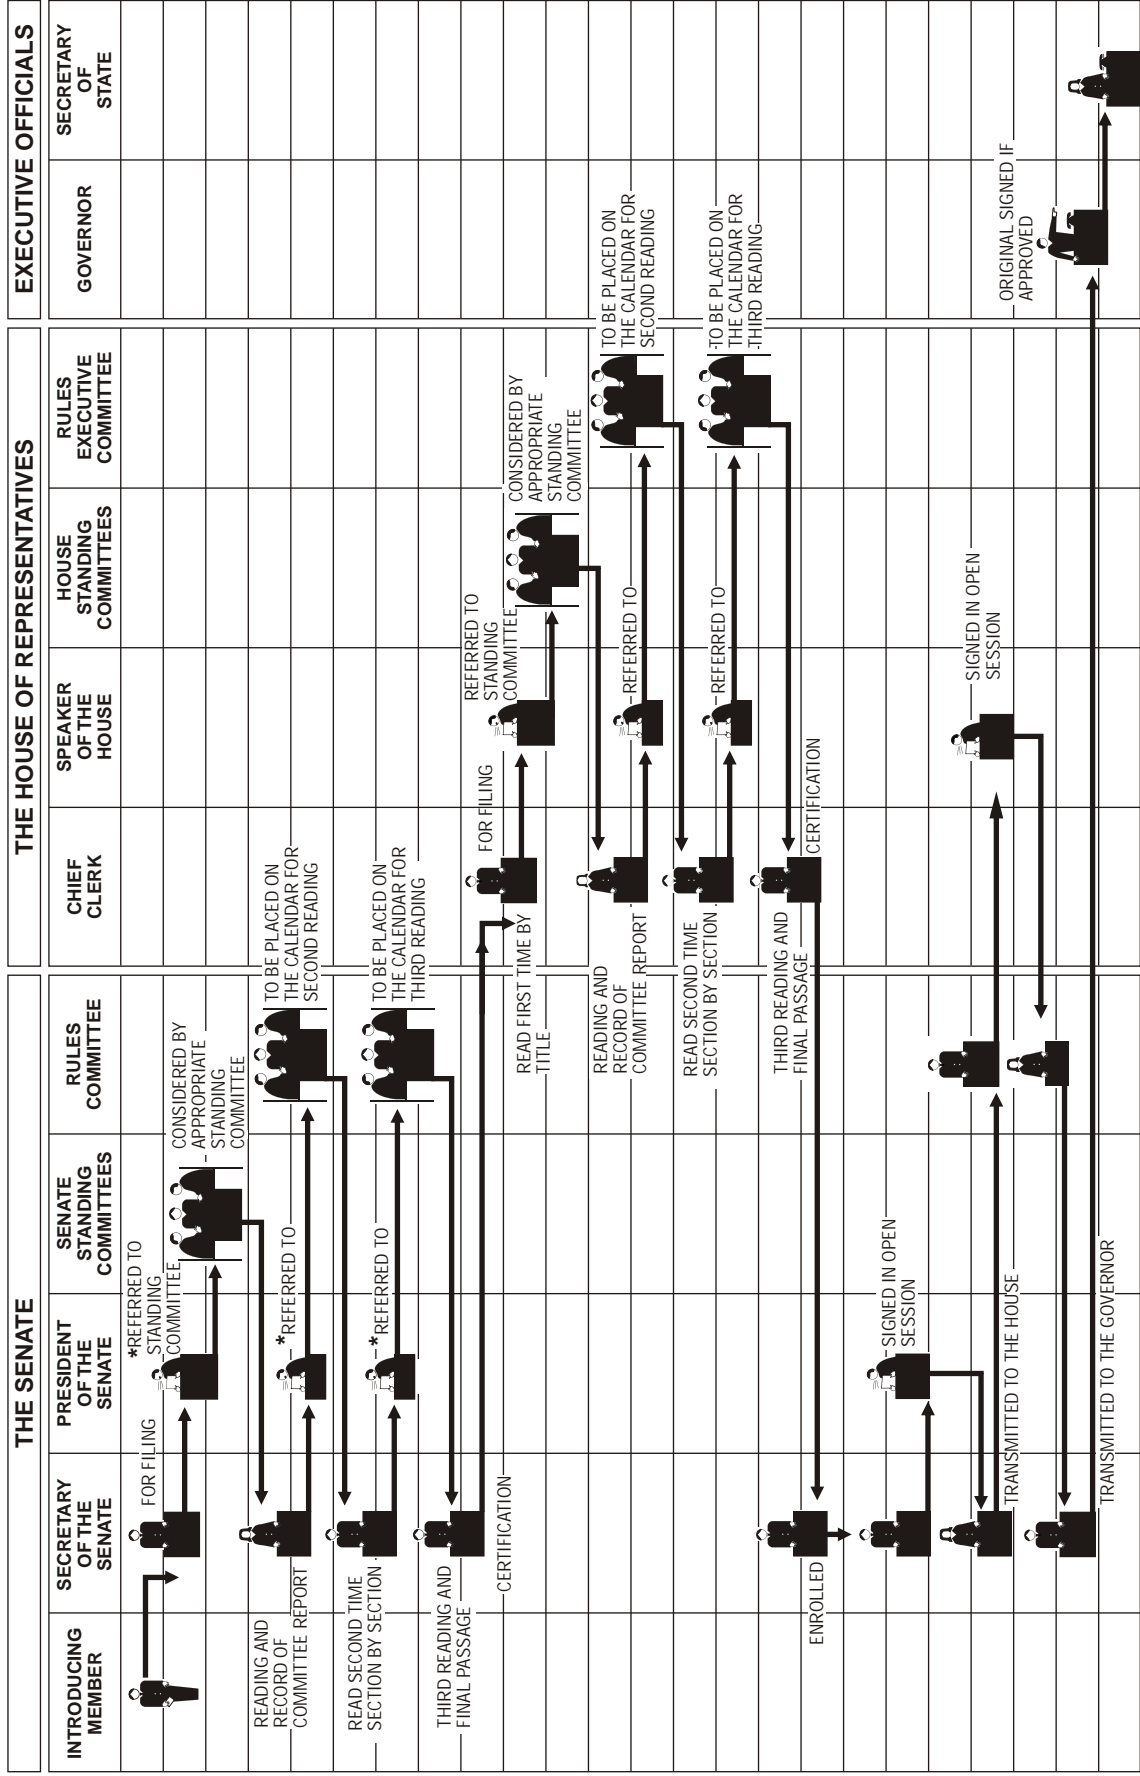 THE SENATE
THE HOUSE OF REPRESENTATIVES
EXECUTIVE OFFICIALS
INTRODUCING
MEMBER
SECRETARY
OF THE
SENATE
PRESIDENT
OF THE
SENATE
SENATE
STANDING
COMMITTEES
RULES
COMMITTEE
CHIEF
CLERK
SPEAKER
OF THE
HOUSE
HOUSE
STANDING
COMMITTEES
RULES
EXECUTIVE
COMMITTEE
GOVERNOR
SECRETARY
OF
STATE
FOR FILING
*REFERRED TO
STANDING
COMMITTEE
CONSIDERED BY
APPROPRIATE
STANDING
COMMITTEE
READING AND
RECORD OF
COMMITTEE REPORT
*REFERRED TO
TO BE PLACED ON
THE CALENDAR FOR
SECOND READING
READ SECOND TIME
SECTION BY SECTION
*REFERRED TO
TO BE PLACED ON
THE CALENDAR FOR
THIRD READING
THIRD READING AND
FINAL PASSAGE
CERTIFICATION
READ FIRST TIME BY
TITLE
FOR FILING
REFERRED TO
STANDING
COMMITTEE
CONSIDERED BY
APPROPRIATE
STANDING
COMMITTEE
READING AND
RECORD OF
COMMITTEE REPORT
REFERRED TO
TO BE PLACED ON
THE CALENDAR FOR
SECOND READING
READ SECOND TIME
SECTION BY SECTION
REFERRED TO
TO BE PLACED ON
THE CALENDAR FOR
THIRD READING
THIRD READING AND
FINAL PASSAGE
CERTIFICATION
ENROLLED
SIGNED IN OPEN
SESSION
TRANSMITTED TO THE HOUSE
SIGNED IN OPEN
SESSION
TRANSMITTED TO THE GOVERNOR
ORIGINAL SIGNED IF
APPROVED